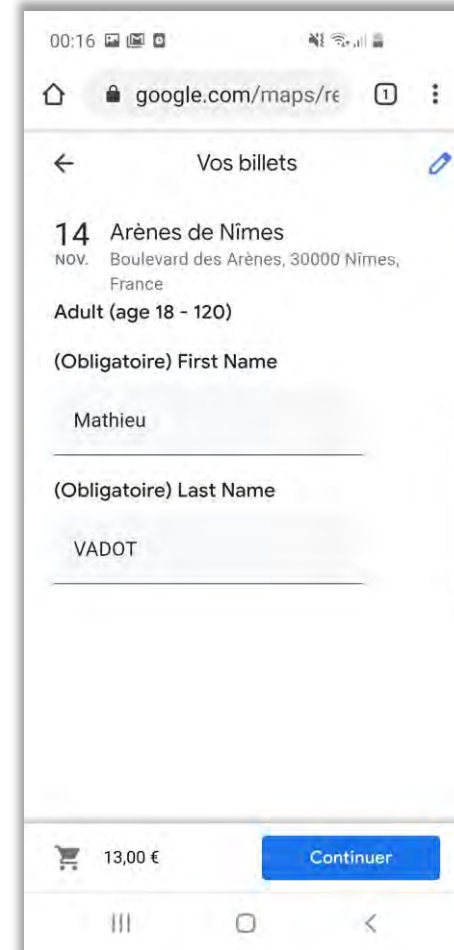 00:16
google.com/maps/re
1
Vos billets
14 Arènes de Nîmes
NOV. Boulevard des Arènes, 30000 Nîmes,
France
Adult (age 18 - 120)
(Obligatoire) First Name
Mathieu
(Obligatoire) Last Name
VADOT
13,00 €
Continuer